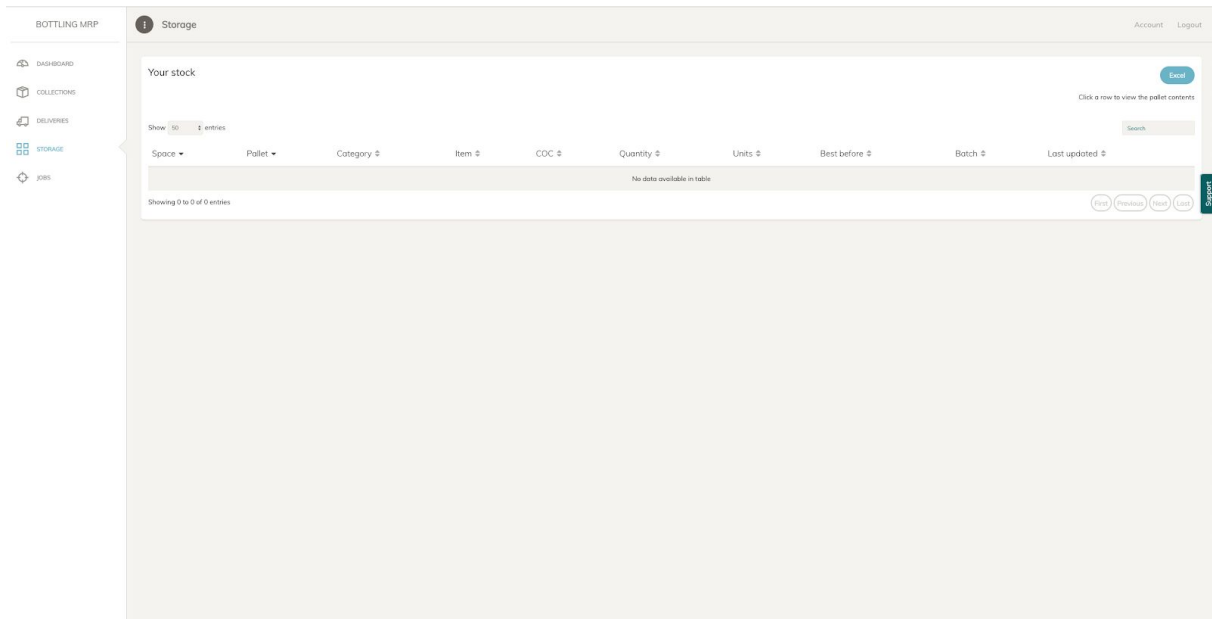 BOTTLING MRP
Storage
Account Logout
DASHBOARD
COLLECTIONS
DELIVERIES
STORAGE
JOBS
Your stock
Excel
Click a row to view the pallet contents
Show 50 entries
Search
Space Pallet Category Item COC Quantity Units Best before Batch Last updated
No data available in table
Showing 0 to 0 of 0 entries
First Previous Next Last
Support